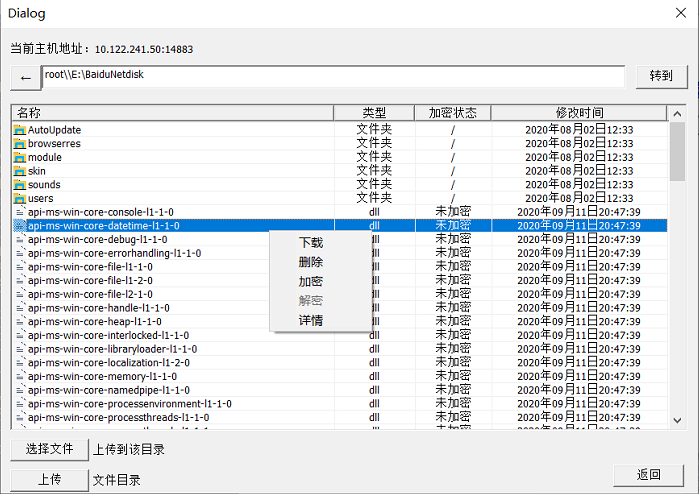 Dialog
当前主机地址：10.122.241.50:14883
← root\\E:\BaiduNetdisk 转到
名称 类型 加密状态 修改时间
AutoUpdate 文件夹 / 2020年08月02日12:33
browserres 文件夹 / 2020年08月02日12:33
module 文件夹 / 2020年08月02日12:33
skin 文件夹 / 2020年08月02日12:33
sounds 文件夹 / 2020年08月02日12:33
users 文件夹 / 2020年08月02日12:33
api-ms-win-core-console-l1-1-0 dll 未加密 2020年09月11日20:47:39
api-ms-win-core-datetime-l1-1-0 dll 未加密 2020年09月11日20:47:39
api-ms-win-core-debug-l1-1-0 dll 未加密 2020年09月11日20:47:39
api-ms-win-core-errorhandling-l1-1-0 dll 未加密 2020年09月11日20:47:39
api-ms-win-core-file-l1-1-0 dll 未加密 2020年09月11日20:47:39
api-ms-win-core-file-l1-2-0 dll 未加密 2020年09月11日20:47:39
api-ms-win-core-file-l2-1-0 dll 未加密 2020年09月11日20:47:39
api-ms-win-core-handle-l1-1-0 dll 未加密 2020年09月11日20:47:39
api-ms-win-core-heap-l1-1-0 dll 未加密 2020年09月11日20:47:39
api-ms-win-core-interlocked-l1-1-0 dll 未加密 2020年09月11日20:47:39
api-ms-win-core-libraryloader-l1-1-0 dll 未加密 2020年09月11日20:47:39
api-ms-win-core-localization-l1-2-0 dll 未加密 2020年09月11日20:47:39
api-ms-win-core-memory-l1-1-0 dll 未加密 2020年09月11日20:47:39
api-ms-win-core-namedpipe-l1-1-0 dll 未加密 2020年09月11日20:47:39
api-ms-win-core-processenvironment-l1-1-0 dll 未加密 2020年09月11日20:47:39
api-ms-win-core-processthreads-l1-1-0 dll 未加密 2020年09月11日20:47:39
下载
删除
加密
解密
详情
选择文件 上传到该目录
上传 文件目录
返回